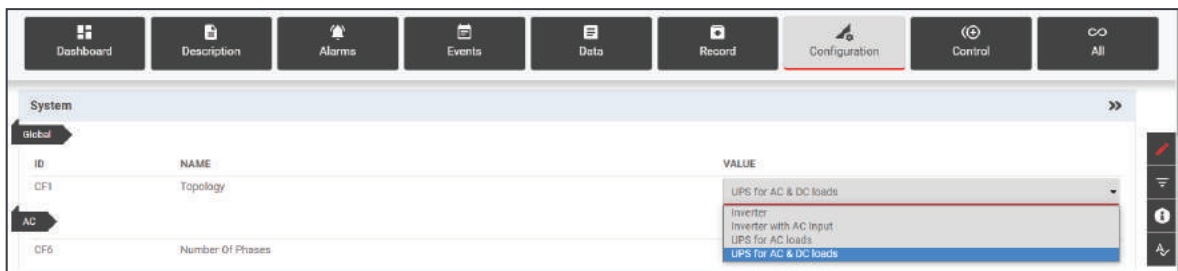 Dashboard Description Alarms Events Data Record Configuration Control All
System
Global
ID NAME VALUE
CF1 Topology UPS for AC & DC loads
Inverter
Inverter with AC Input
UPS for AC loads
UPS for AC & DC loads
AC
CF6 Number Of Phases